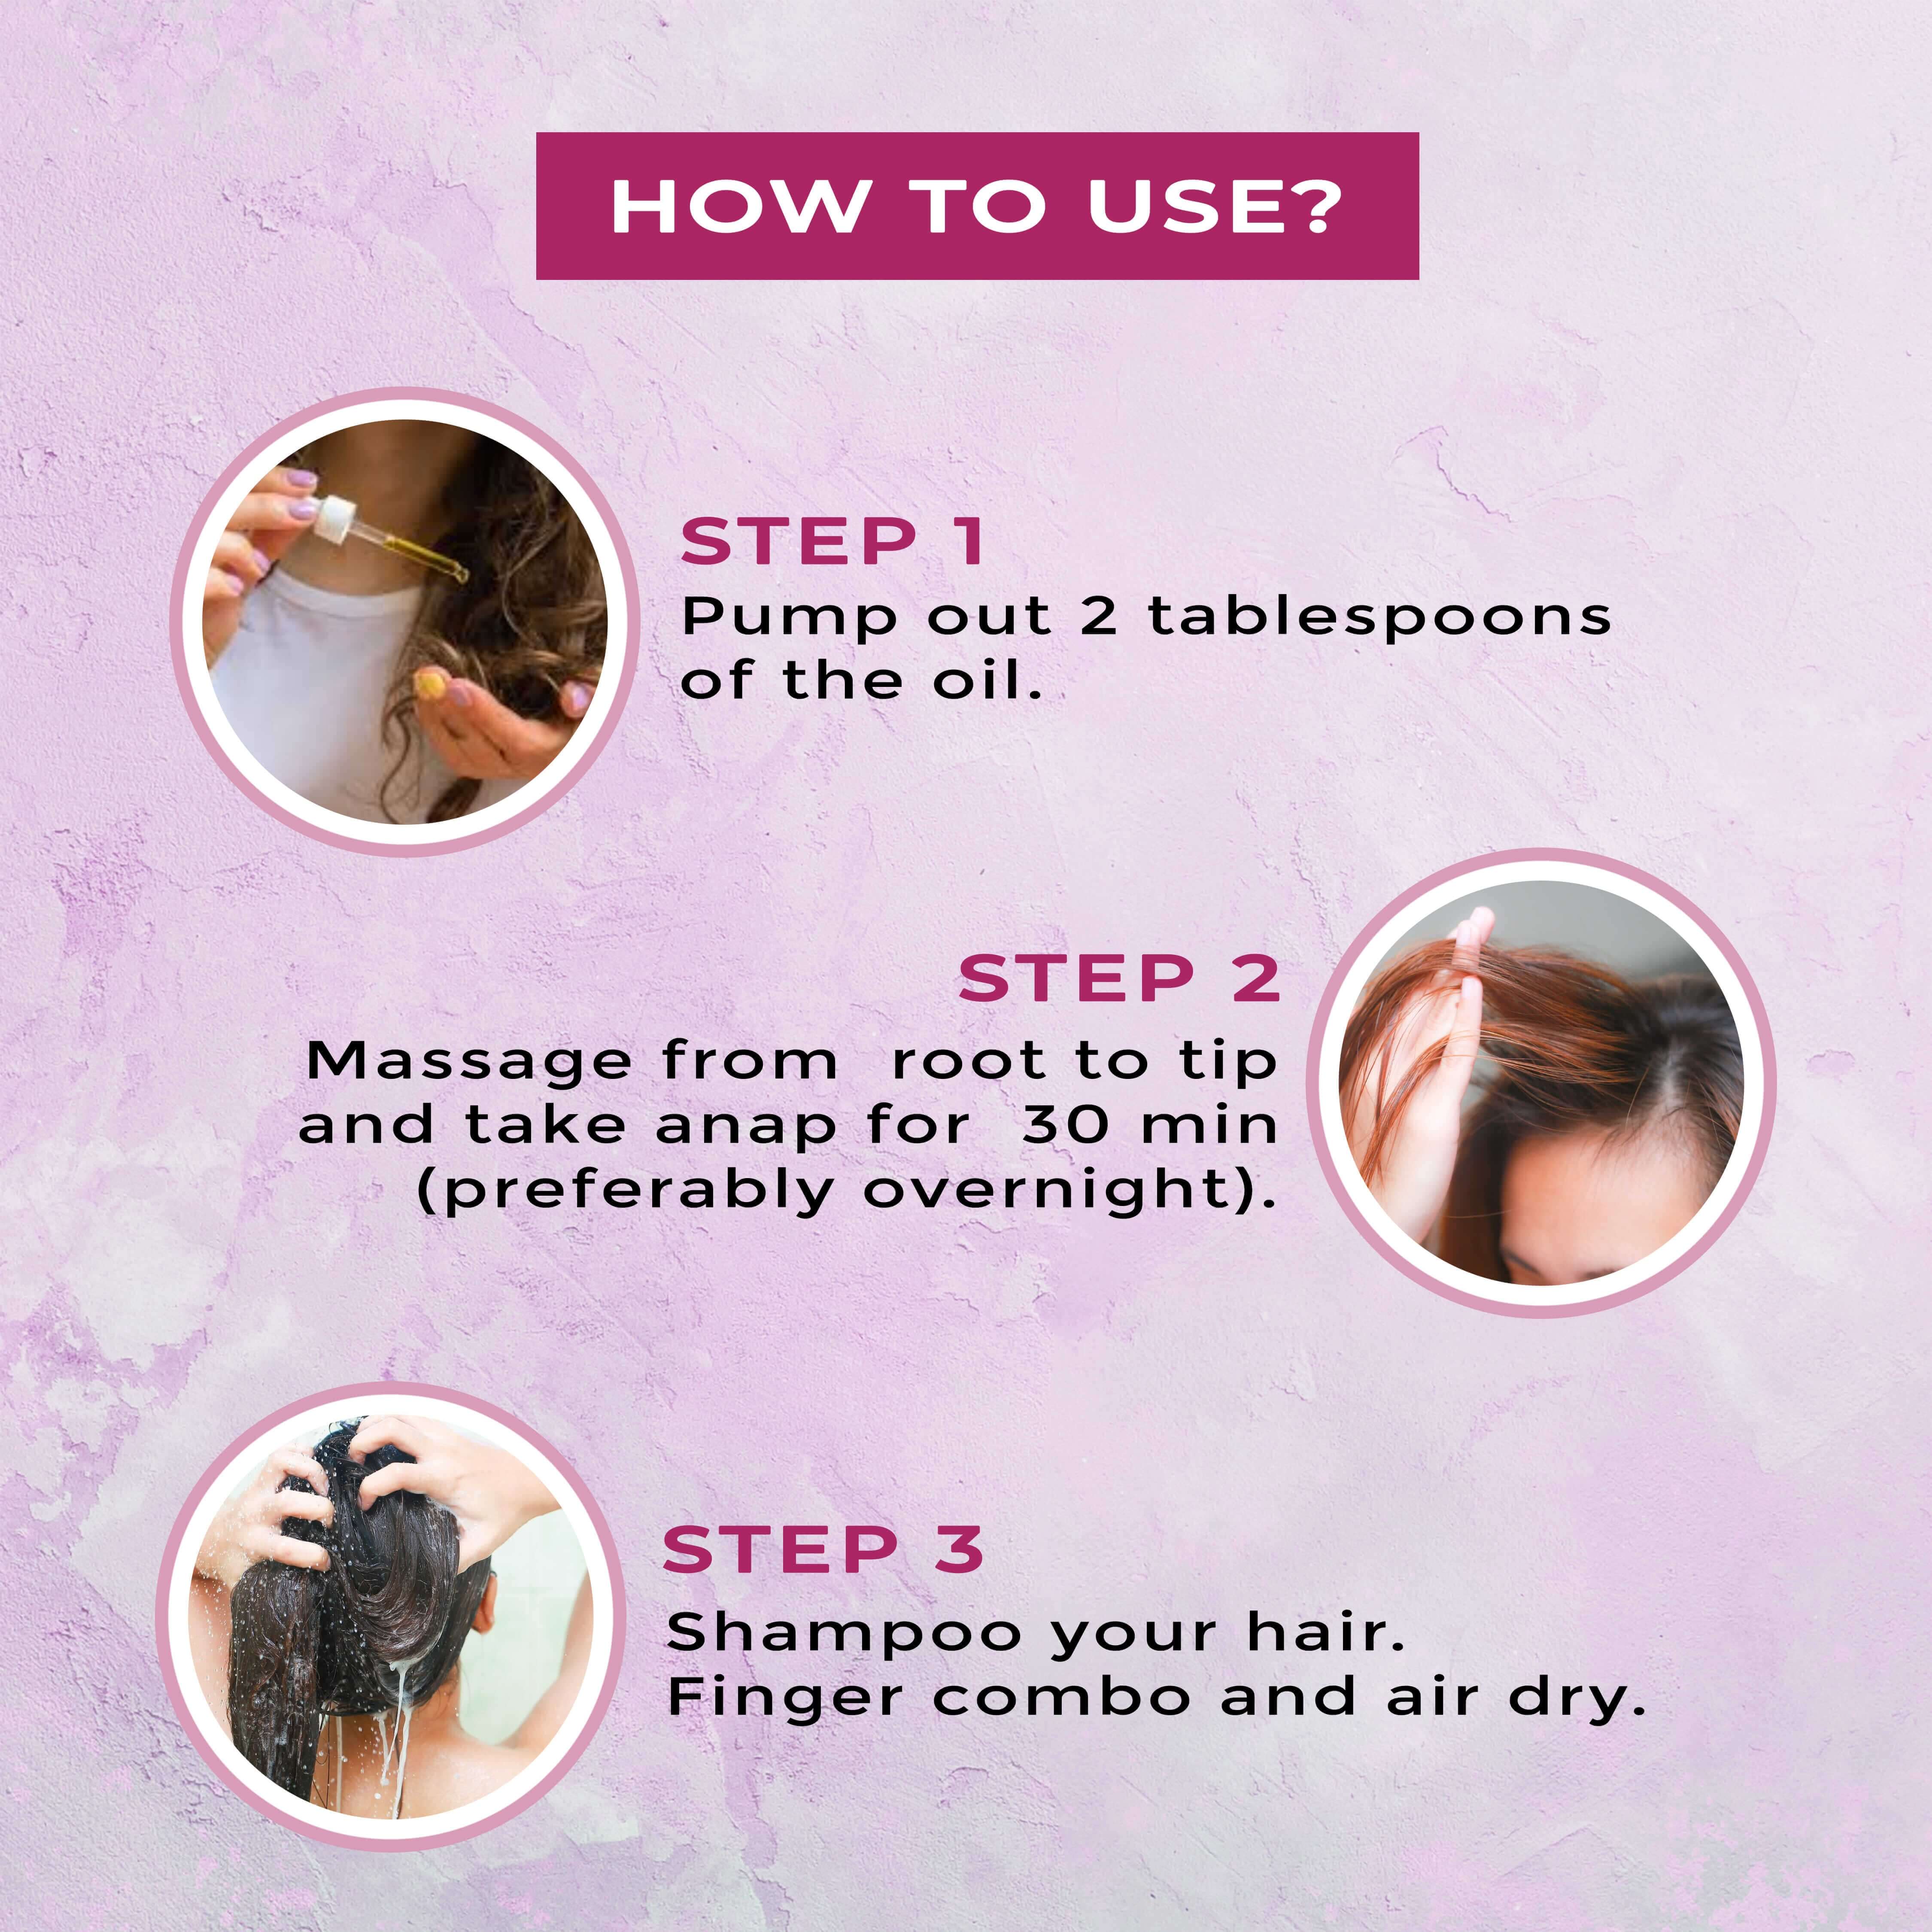 HOW TO USE?
STEP 1
Pump out 2 tablespoons
of the oil.
STEP 2
Massage from root to tip
and take anap for 30 min
(preferably overnight).
STEP 3
Shampoo your hair.
Finger combo and air dry.